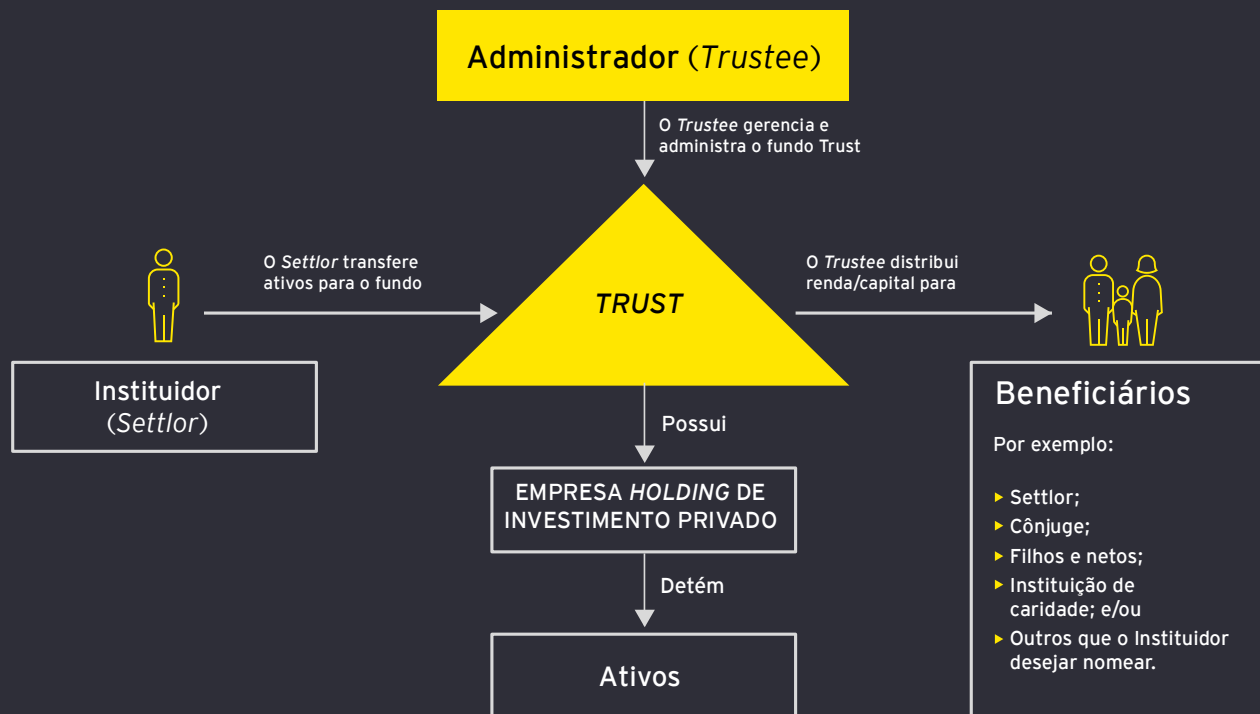 Administrador (Trustee)
O Trustee gerencia e
administra o fundo Trust
O Settlor transfere
ativos para o fundo
TRUST
O Trustee distribui
renda/capital para
Instituidor
(Settlor)
Possui
EMPRESA HOLDING DE
INVESTIMENTO PRIVADO
Detém
Ativos
Beneficiários
Por exemplo:
▸ Settlor;
▸ Cônjuge;
▸ Filhos e netos;
▸ Instituição de
caridade; e/ou
▸ Outros que o Instituidor
desejar nomear.